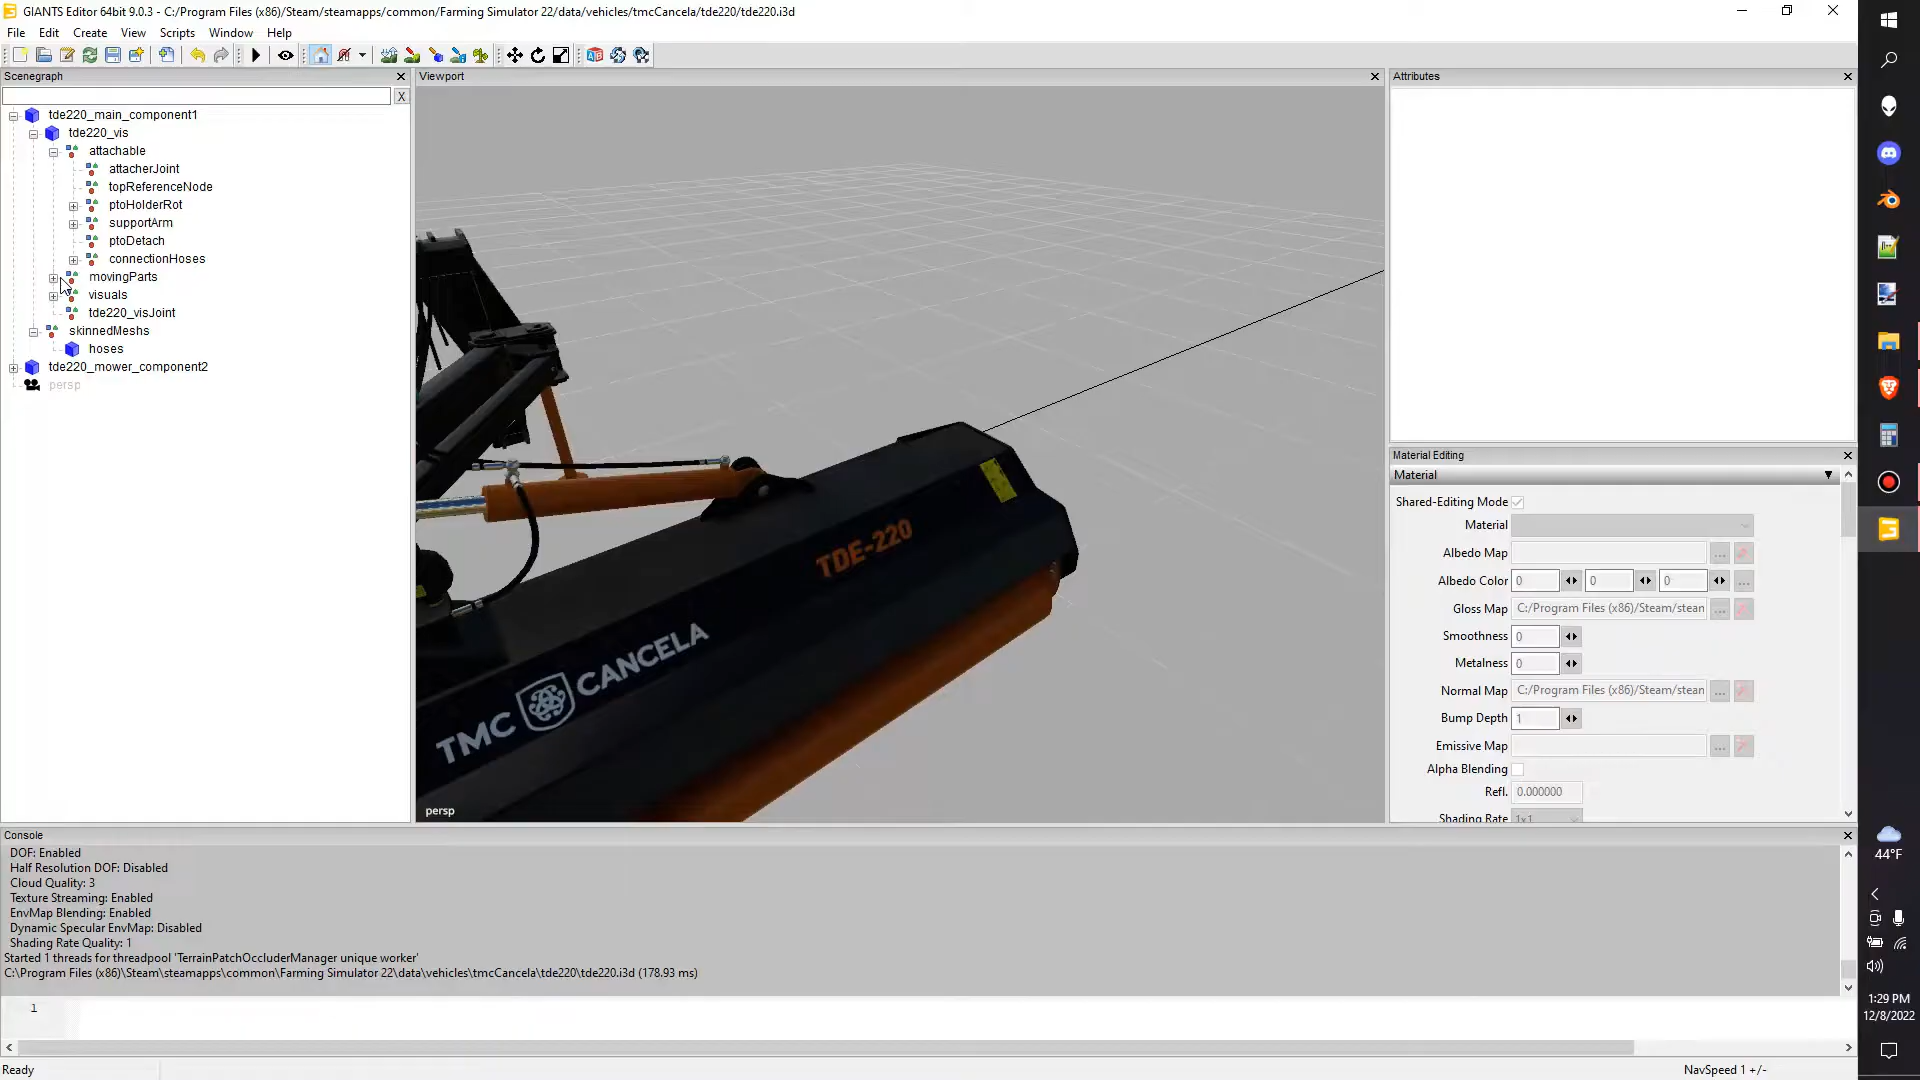 GIANTS Editor 64bit 9.0.3 - C:/Program Files (x86)/Steam/steamapps/common/Farming Simulator 22/data/vehicles/tmcCancela/tde220/tde220.i3d
File Edit Create View Scripts Window Help
Scenegraph
Viewport
Attributes
X
tde220_main_component1
tde220_vis
attachable
attacherJoint
topReferenceNode
ptoHolderRot
supportArm
ptoDetach
connectionHoses
movingParts
visuals
tde220_visJoint
skinnedMeshs
hoses
tde220_mower_component2
persp
TDE-220
TMC CANCELA
persp
Material Editing
Material
Shared-Editing Mode
Material
Albedo Map ...
Albedo Color 0 0 0 ...
Gloss Map C:/Program Files (x86)/Steam/stean ...
Smoothness 0
Metalness 0
Normal Map C:/Program Files (x86)/Steam/stean ...
Bump Depth 1
Emissive Map ...
Alpha Blending
Refl. 0.000000
Shading Rate 1x1
Console
DOF: Enabled
Half Resolution DOF: Disabled
Cloud Quality: 3
Texture Streaming: Enabled
EnvMap Blending: Enabled
Dynamic Specular EnvMap: Disabled
Shading Rate Quality: 1
Started 1 threads for threadpool 'TerrainPatchOccluderManager unique worker'
C:\Program Files (x86)\Steam\steamapps\common\Farming Simulator 22\data\vehicles\tmcCancela\tde220\tde220.i3d (178.93 ms)
1
Ready
NavSpeed 1 +/-
44°F
1:29 PM
12/8/2022